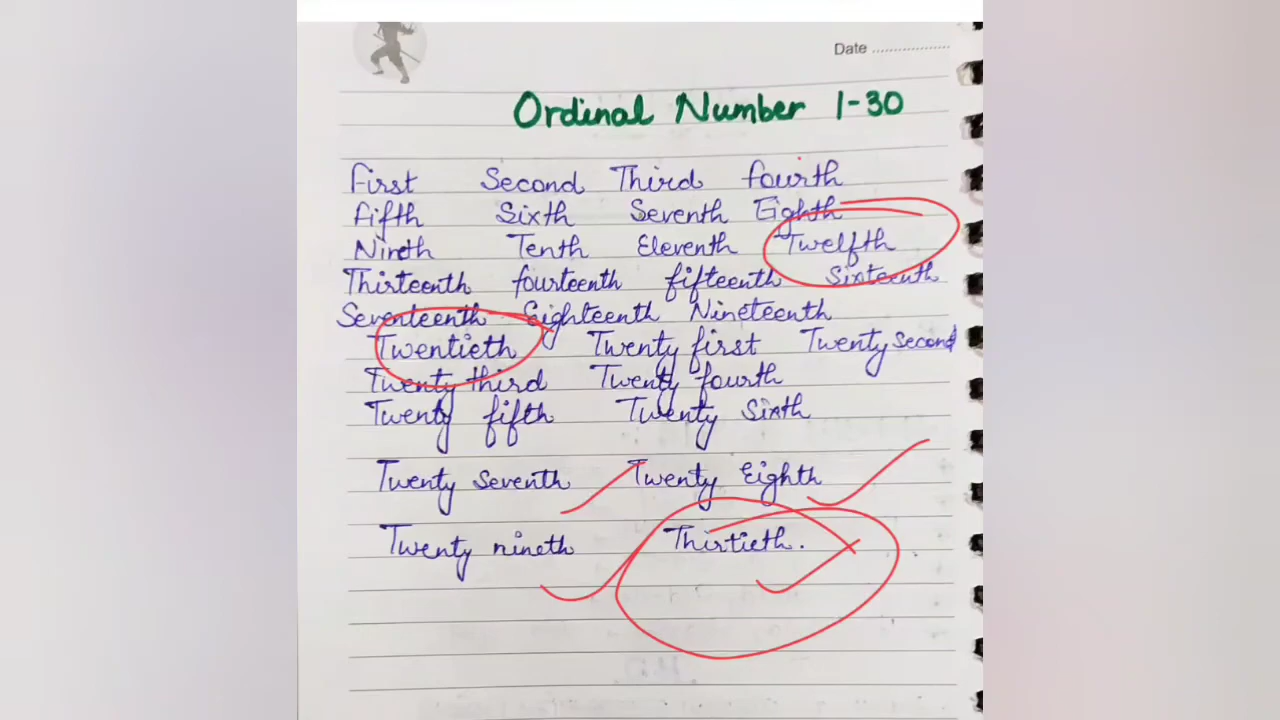 Date ....................
Ordinal Number 1-30
First Second Third fourth
fifth Sixth Seventh Eighth
Nineth Tenth Eleventh Twelfth
Thirteenth fourteenth fifteenth Sixteenth
Seventeenth Eighteenth Nineteenth
Twentieth Twenty first Twenty second
Twenty third Twenty fourth
Twenty fifth Twenty Sixth
Twenty Seventh Twenty Eighth
Twenty nineth Thirtieth.